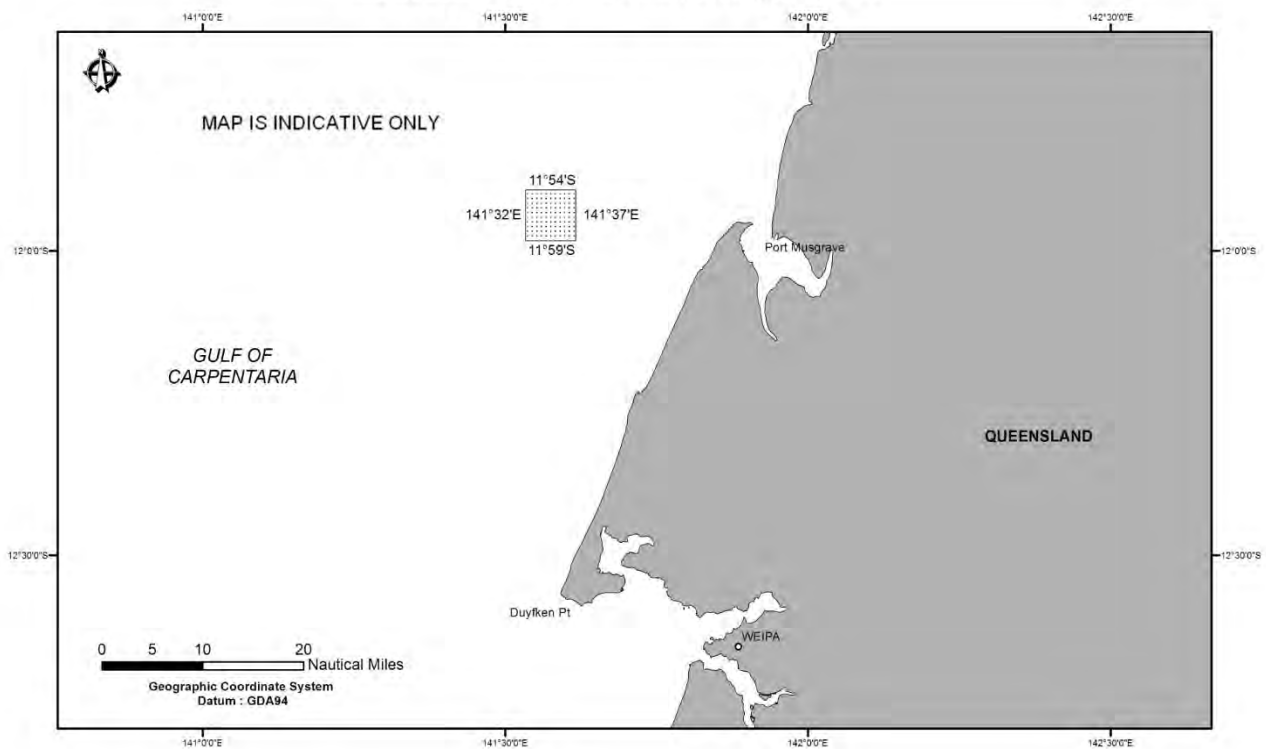 141°0'0"E
141°30'0"E
142°0'0"E
142°30'0"E
MAP IS INDICATIVE ONLY
11°54'S
141°32'E
141°37'E
11°59'S
Port Musgrave
12°0'0"S
12°0'0"S
GULF OF
CARPENTARIA
QUEENSLAND
12°30'0"S
12°30'0"S
Duyfken Pt
WEIPA
0 5 10 20
Nautical Miles
Geographic Coordinate System
Datum : GDA94
141°0'0"E
141°30'0"E
142°0'0"E
142°30'0"E